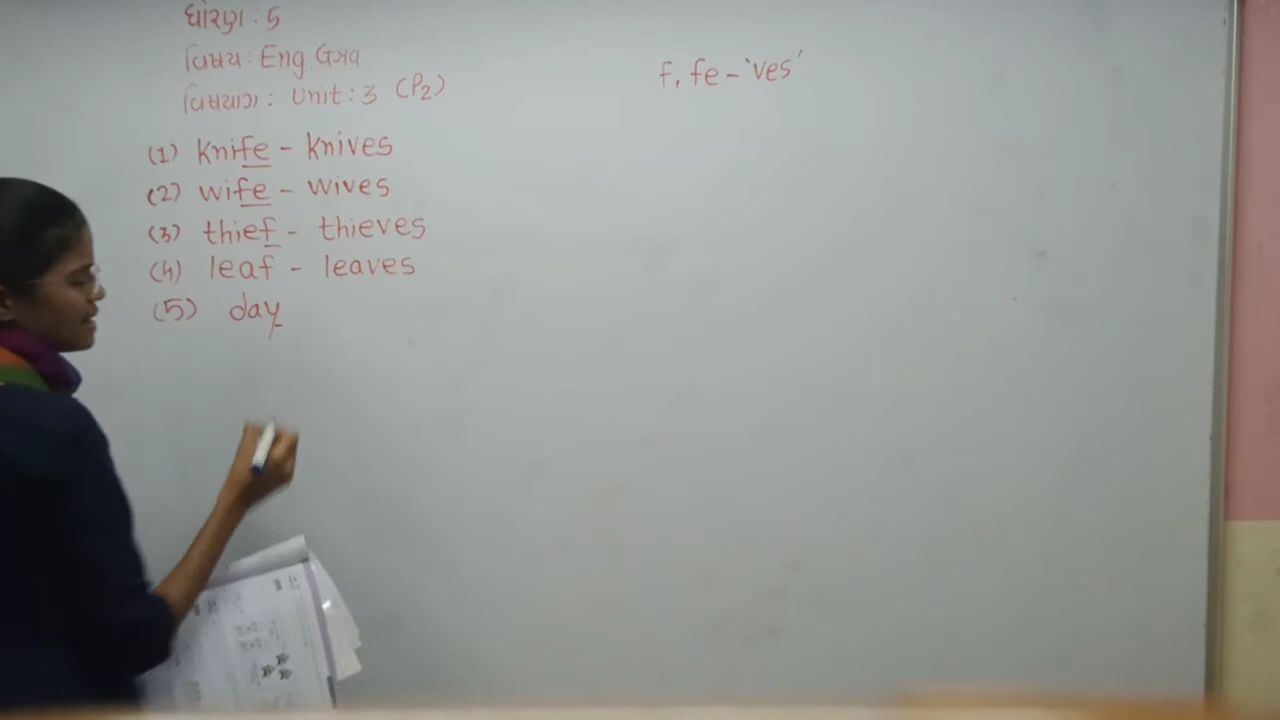 ધોરણ : 5
વિષય : Eng Gra
વિષયાંગ : Unit : 3 (P2)
f, fe - 'ves'
(1) knife - knives
(2) wife - wives
(3) thief - thieves
(4) leaf - leaves
(5) day